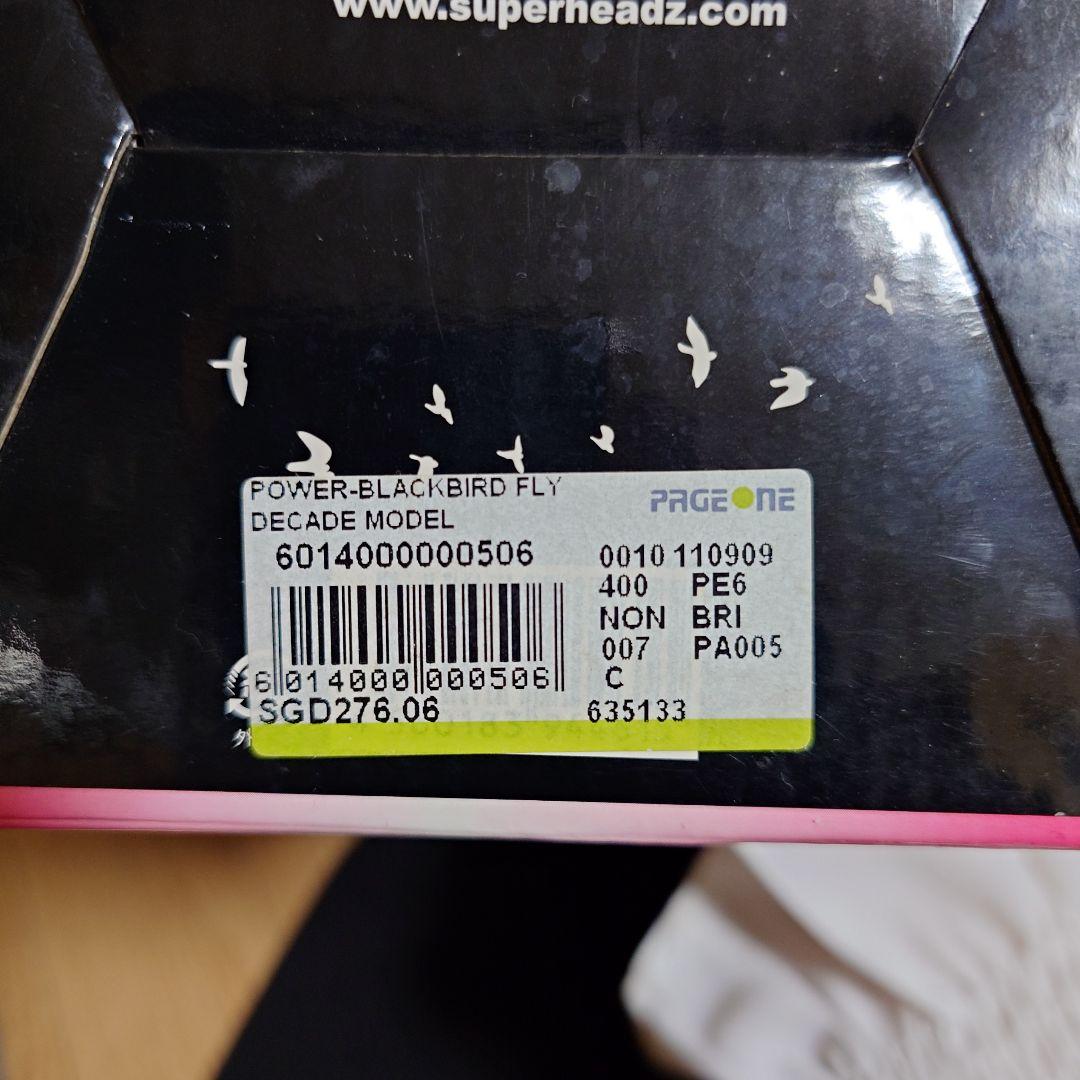 www.superheadz.com
POWER-BLACKBIRD FLY
DECADE MODEL
PAGEONE
6014000000506
0010 110909
400 PE6
NON BRI
007 PA005
C
6 014000 000506
SGD276.06
635133
外